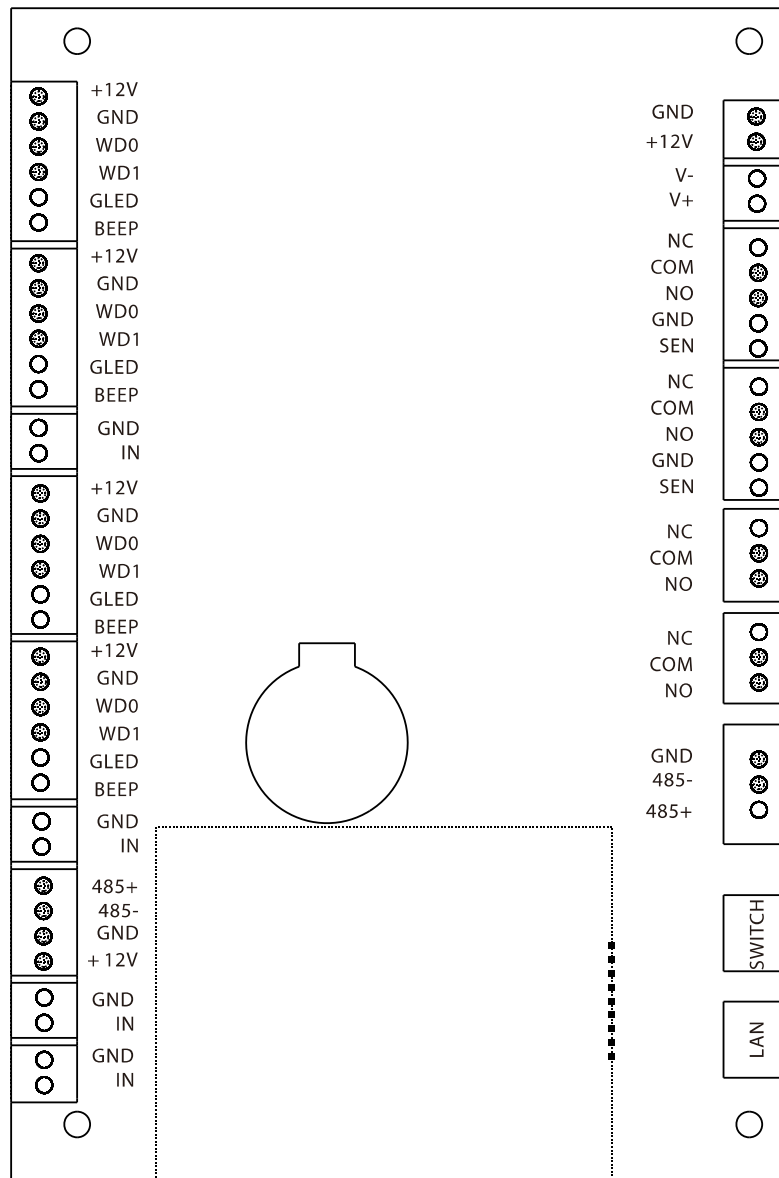 +12V
GND
WD0
WD1
GLED
BEEP
+12V
GND
WD0
WD1
GLED
BEEP
GND
IN
+12V
GND
WD0
WD1
GLED
BEEP
+12V
GND
WD0
WD1
GLED
BEEP
GND
IN
485+
485-
GND
+ 12V
GND
IN
GND
IN
GND
+12V
V-
V+
NC
COM
NO
GND
SEN
NC
COM
NO
GND
SEN
NC
COM
NO
NC
COM
NO
GND
485-
485+
SWITCH
LAN